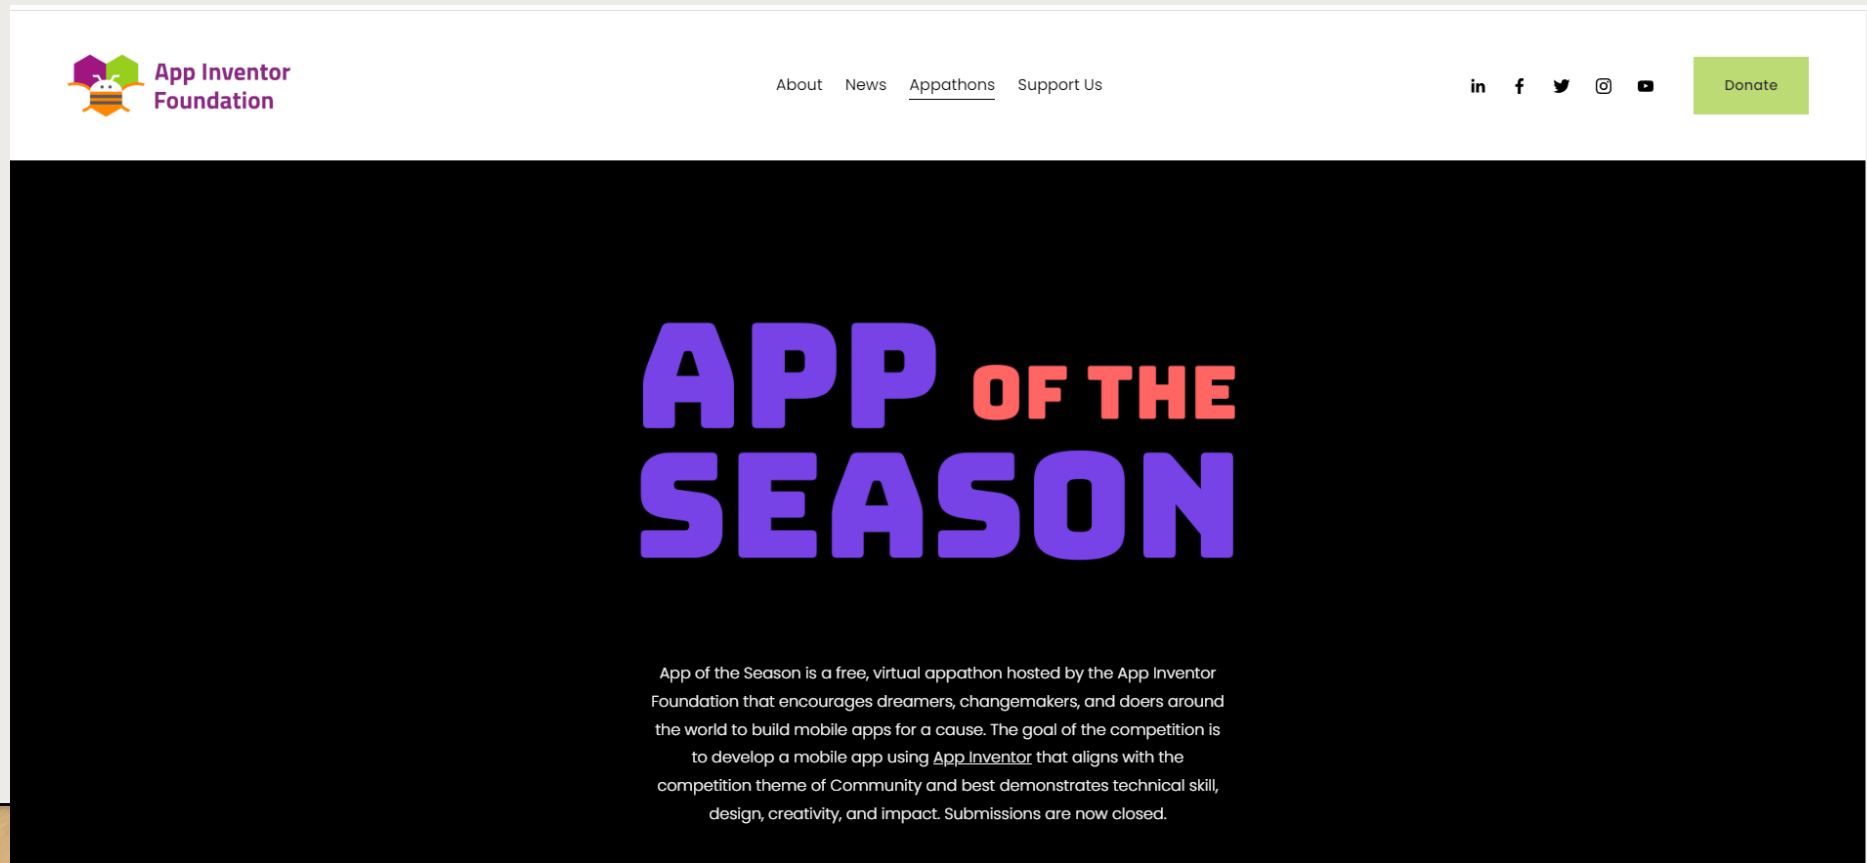 App Inventor
Foundation
About News Appathons Support Us
Donate
APP OF THE
SEASON
App of the Season is a free, virtual appathon hosted by the App Inventor
Foundation that encourages dreamers, changemakers, and doers around
the world to build mobile apps for a cause. The goal of the competition is
to develop a mobile app using App Inventor that aligns with the
competition theme of Community and best demonstrates technical skill,
design, creativity, and impact. Submissions are now closed.